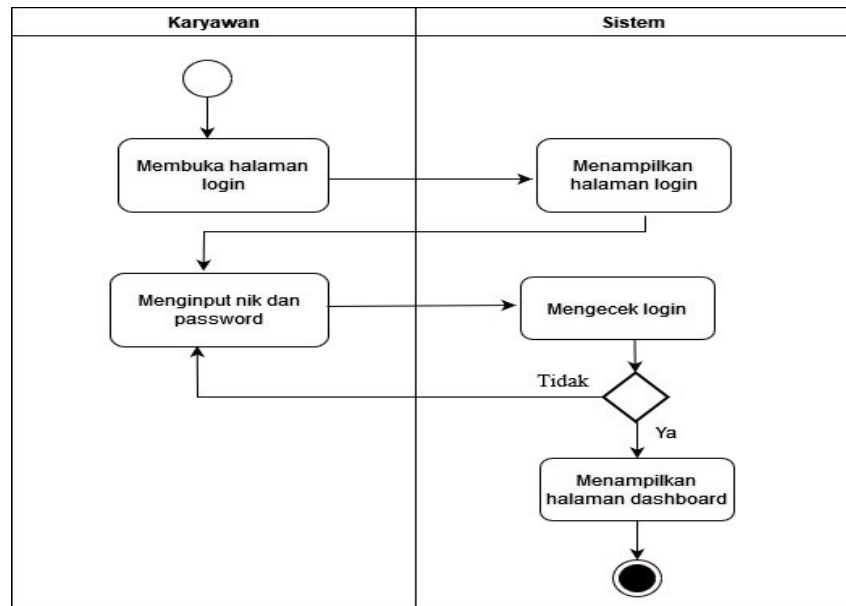 Karyawan
Sistem
Membuka halaman
login
Menampilkan
halaman login
Menginput nik dan
password
Mengecek login
Tidak
Ya
Menampilkan
halaman dashboard